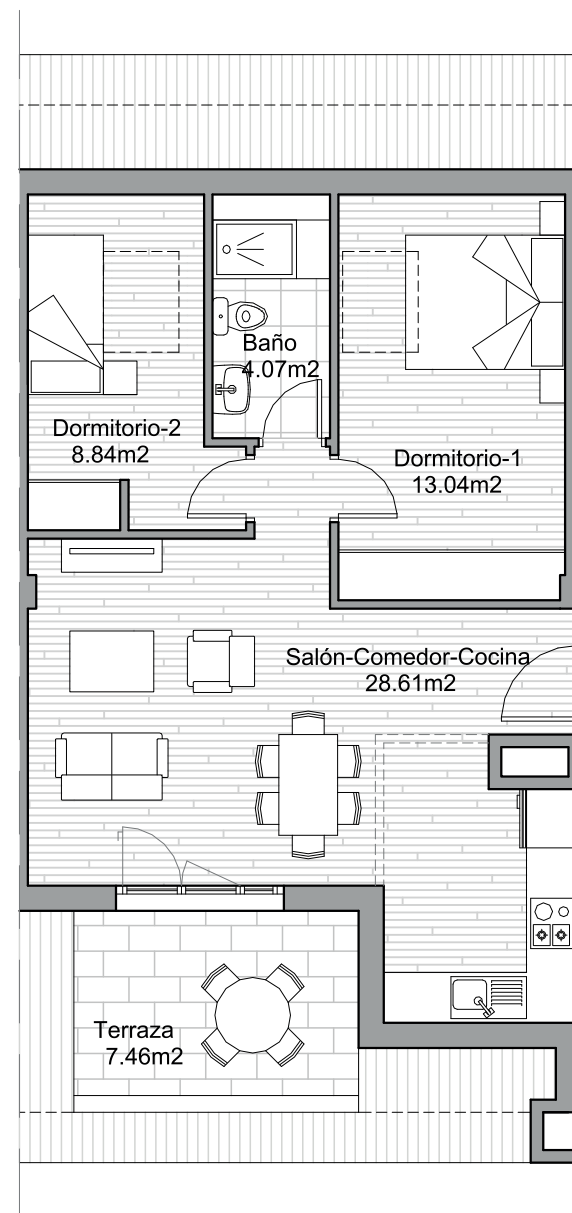 Baño
4.07m2
Dormitorio-2
8.84m2
Dormitorio-1
13.04m2
Salón-Comedor-Cocina
28.61m2
Terraza
7.46m2